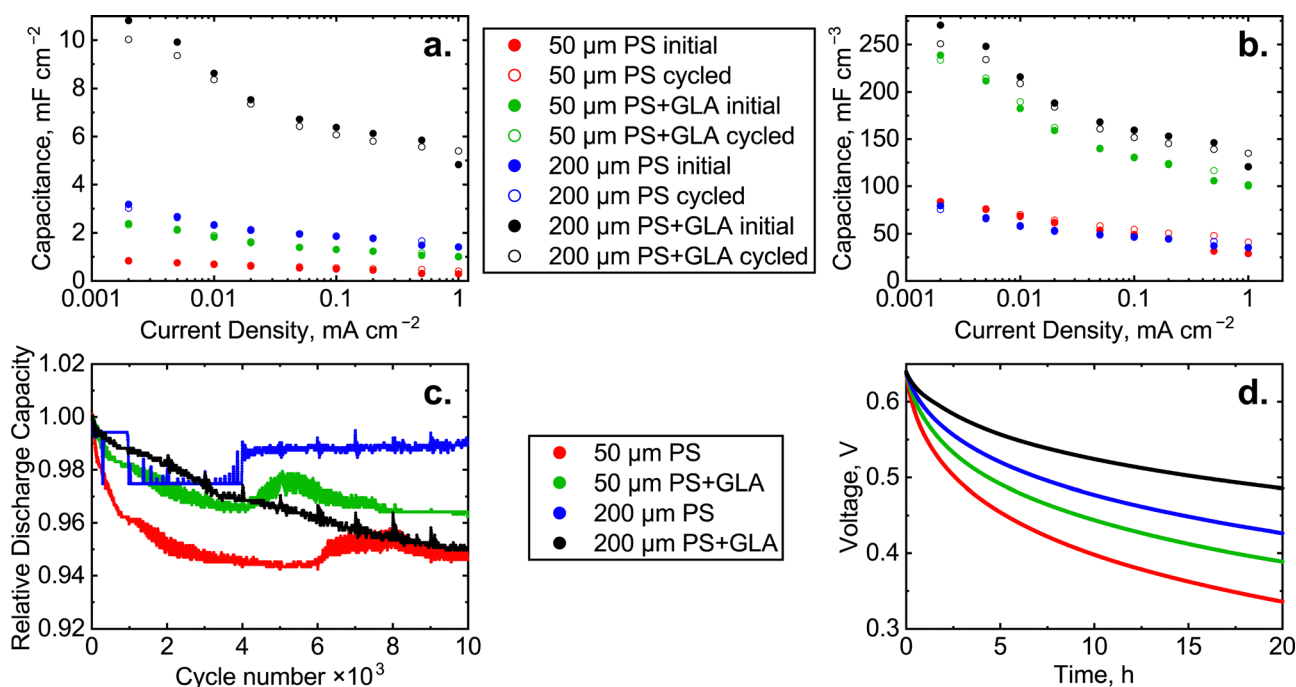 a.
10
8
6
4
2
0
0.001
0.01
0.1
1
Capacitance, mF cm⁻²
Current Density, mA cm⁻²
50 µm PS initial
50 µm PS cycled
50 µm PS+GLA initial
50 µm PS+GLA cycled
200 µm PS initial
200 µm PS cycled
200 µm PS+GLA initial
200 µm PS+GLA cycled
b.
250
200
150
100
50
0
0.001
0.01
0.1
1
Capacitance, mF cm⁻³
Current Density, mA cm⁻²
c.
1.02
1.00
0.98
0.96
0.94
0.92
0
2
4
6
8
10
Relative Discharge Capacity
Cycle number ×10³
50 µm PS
50 µm PS+GLA
200 µm PS
200 µm PS+GLA
d.
0.6
0.5
0.4
0.3
0
5
10
15
20
Voltage, V
Time, h